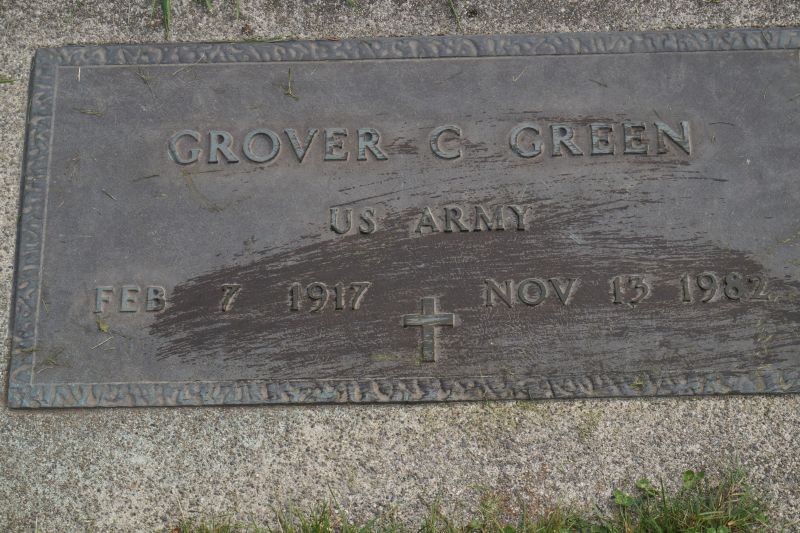 GROVER C GREEN
US ARMY
FEB 7 1917 NOV 13 1982